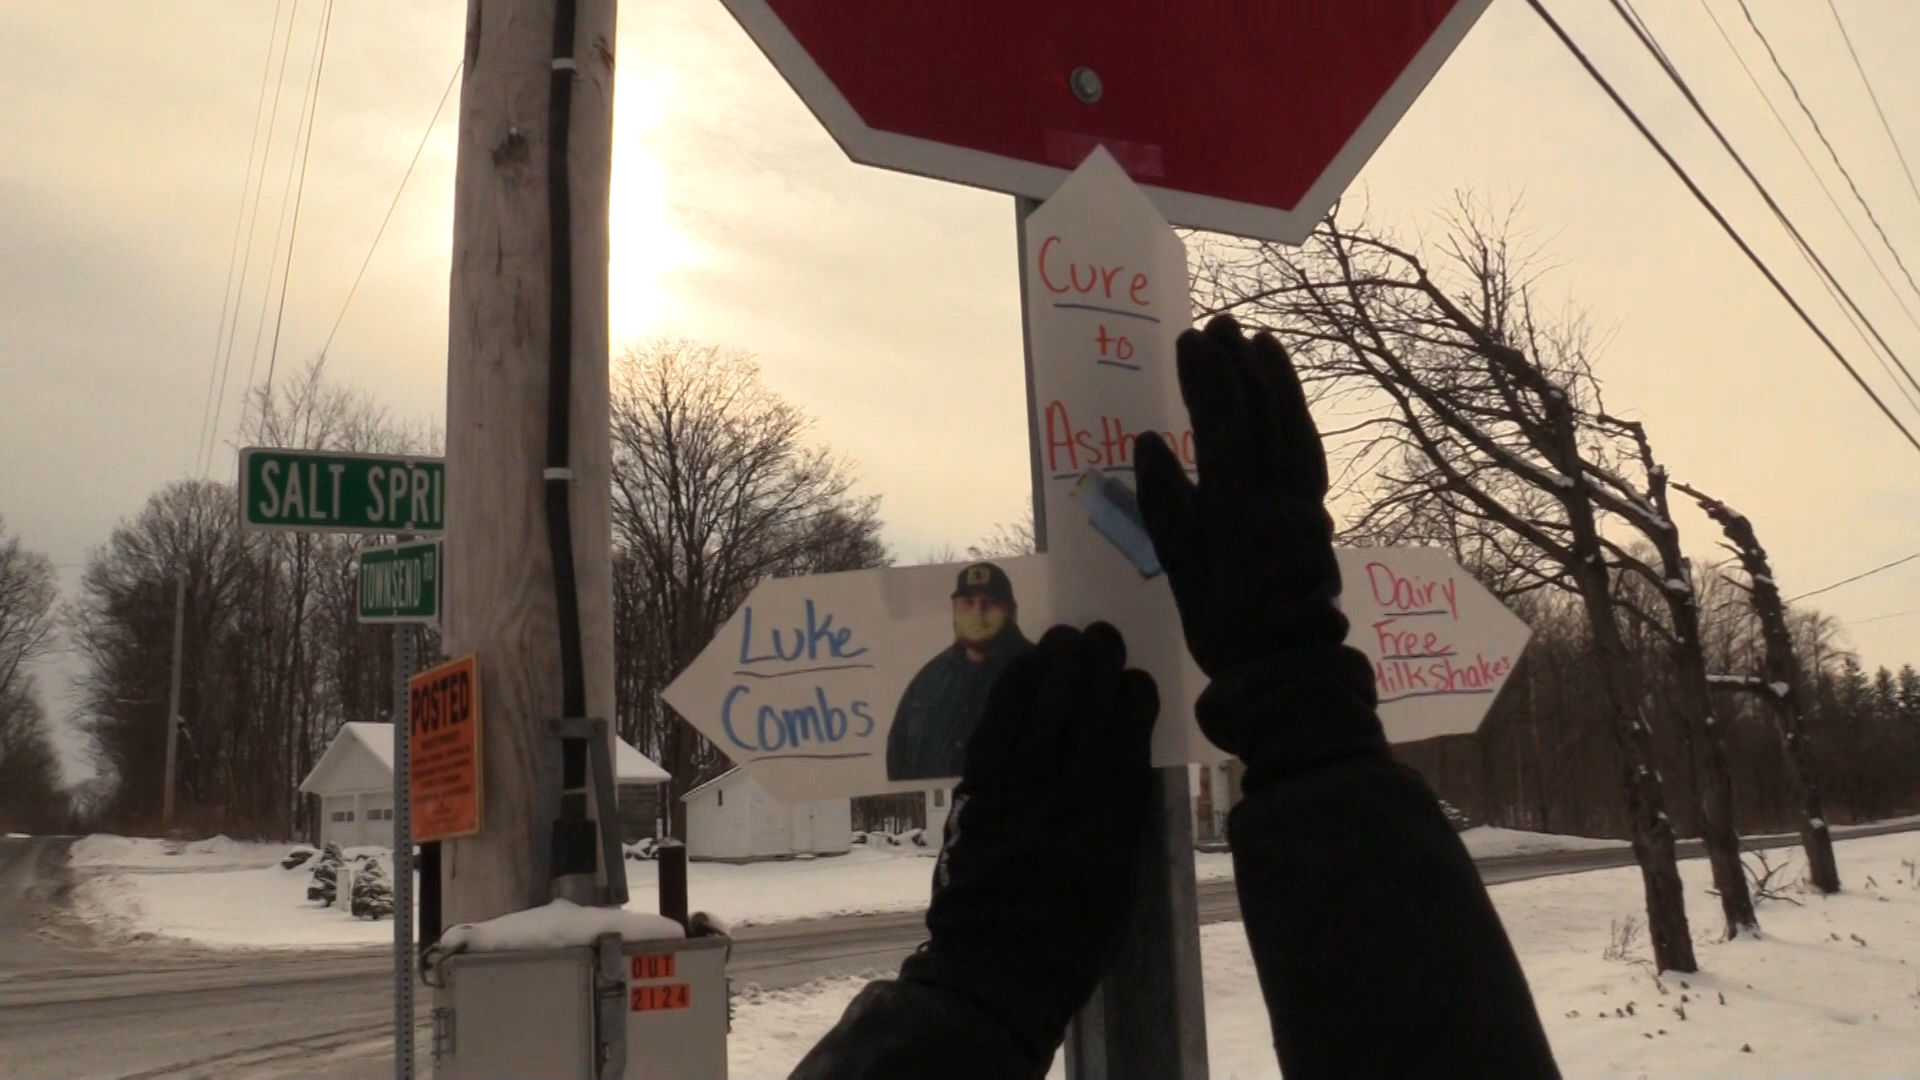 SALT SPRI
TOWNSEND RD
POSTED
Cure
to
Asthma
Luke
Combs
Dairy
Free
Milkshakes
OUT
2124